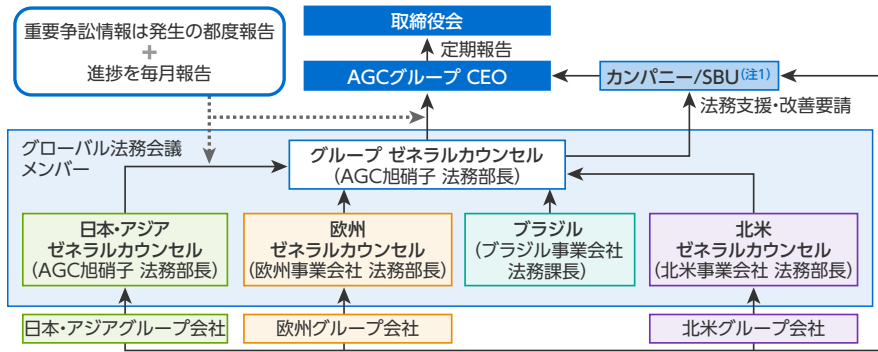 重要争訟情報は発生の都度報告
+
進捗を毎月報告
取締役会
定期報告
AGCグループ CEO
カンパニー/SBU(注1)
法務支援・改善要請
グローバル法務会議
メンバー
グループ ゼネラルカウンセル
(AGC旭硝子 法務部長)
日本・アジア
ゼネラルカウンセル
(AGC旭硝子 法務部長)
欧州
ゼネラルカウンセル
(欧州事業会社 法務部長)
ブラジル
(ブラジル事業会社
法務課長)
北米
ゼネラルカウンセル
(北米事業会社 法務部長)
日本・アジアグループ会社
欧州グループ会社
北米グループ会社